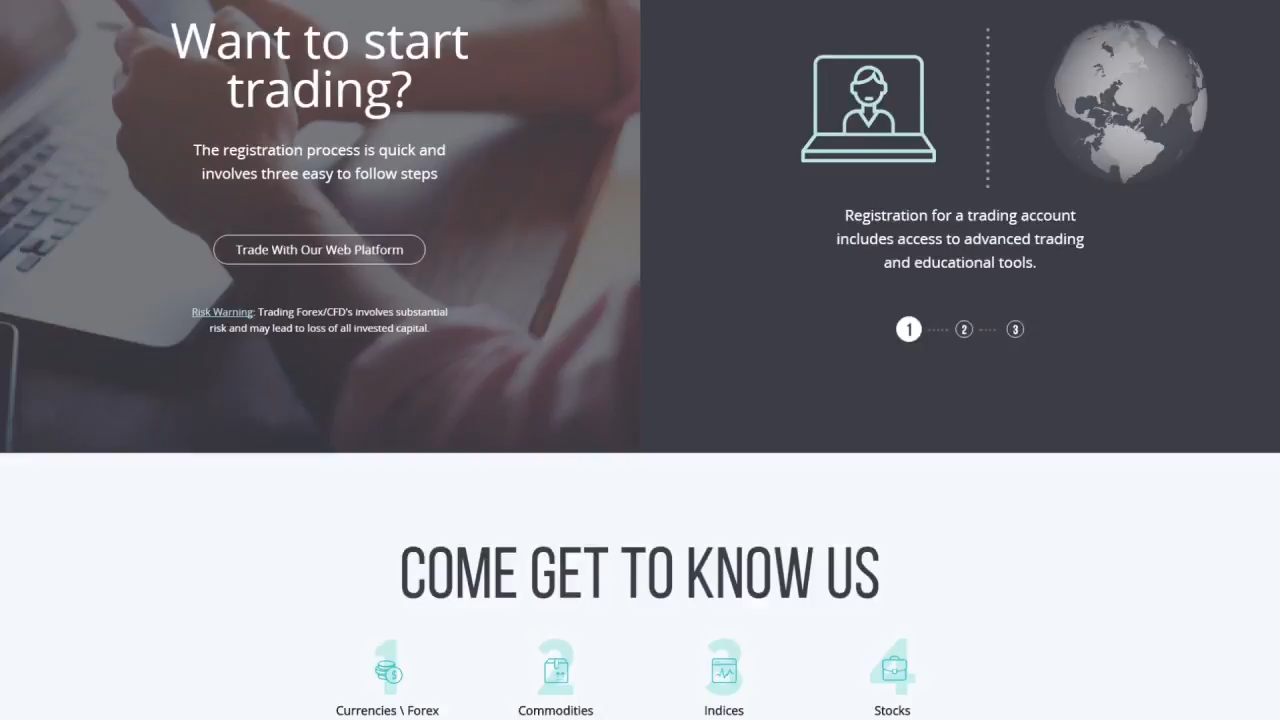 Want to start
trading?
The registration process is quick and
involves three easy to follow steps
Trade With Our Web Platform
Risk Warning: Trading Forex/CFD's involves substantial
risk and may lead to loss of all invested capital.
Registration for a trading account
includes access to advanced trading
and educational tools.
1 2 3
COME GET TO KNOW US
1 2 3 4
Currencies \ Forex Commodities Indices Stocks